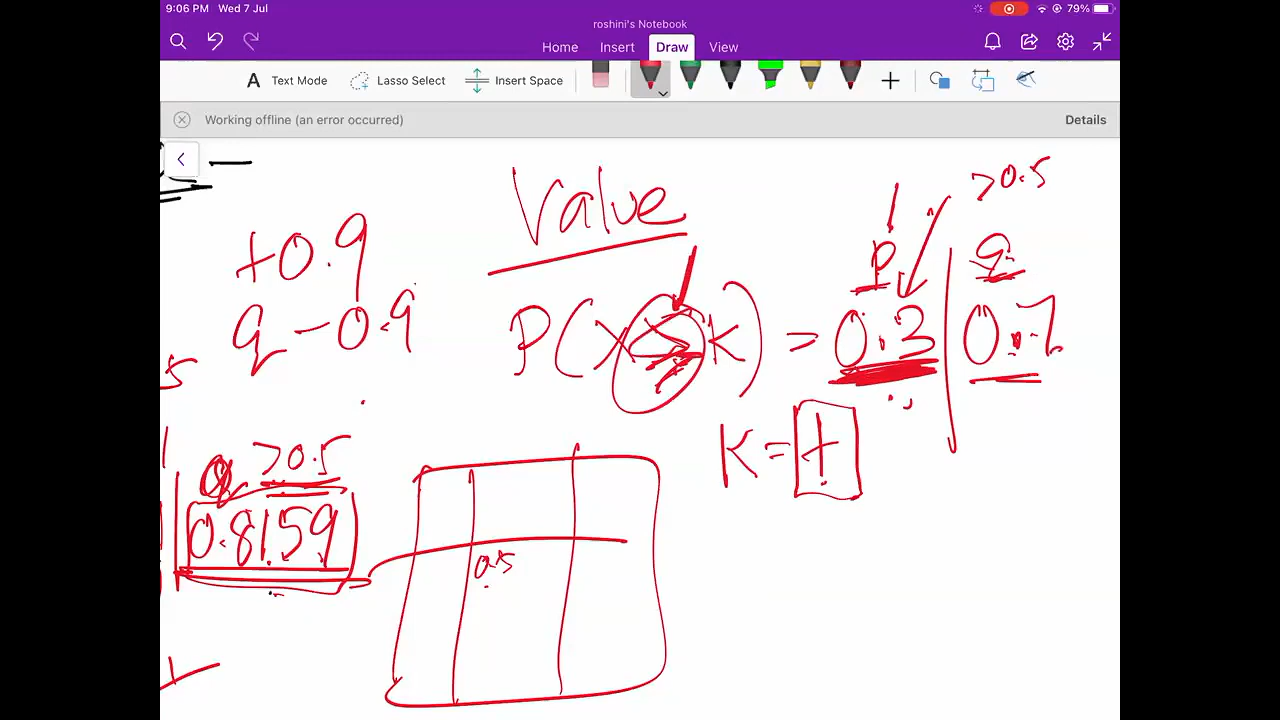 9:06 PM Wed 7 Jul
79%
roshini's Notebook
Home Insert Draw View
Text Mode Lasso Select Insert Space
Working offline (an error occurred) Details
Value
+0.9
q - 0.9
p q >0.5
P(X > K) = 0.3 0.7
K = +
5
q >0.5
0.8159
0.5